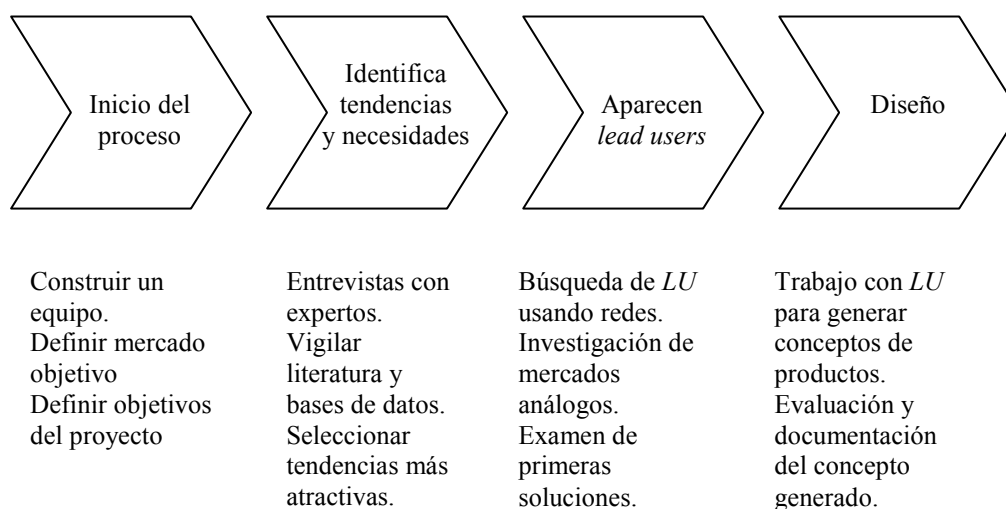 Inicio del
proceso
Identifica
tendencias
y necesidades
Aparecen
lead users
Diseño
Construir un
equipo.
Definir mercado
objetivo
Definir objetivos
del proyecto
Entrevistas con
expertos.
Vigilar
literatura y
bases de datos.
Seleccionar
tendencias más
atractivas.
Búsqueda de LU
usando redes.
Investigación de
mercados
análogos.
Examen de
primeras
soluciones.
Trabajo con LU
para generar
conceptos de
productos.
Evaluación y
documentación
del concepto
generado.